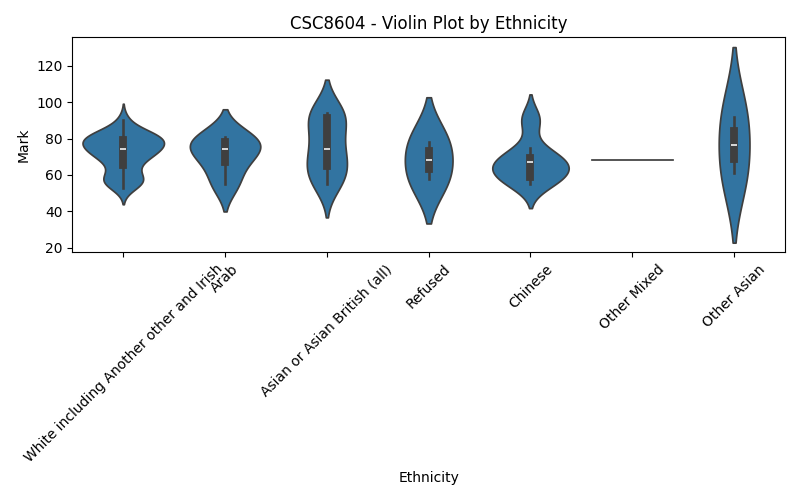 CSC8604 - Violin Plot by Ethnicity
Mark
120
100
80
60
40
20
White including Another other and Irish
Arab
Asian or Asian British (all)
Refused
Chinese
Other Mixed
Other Asian
Ethnicity